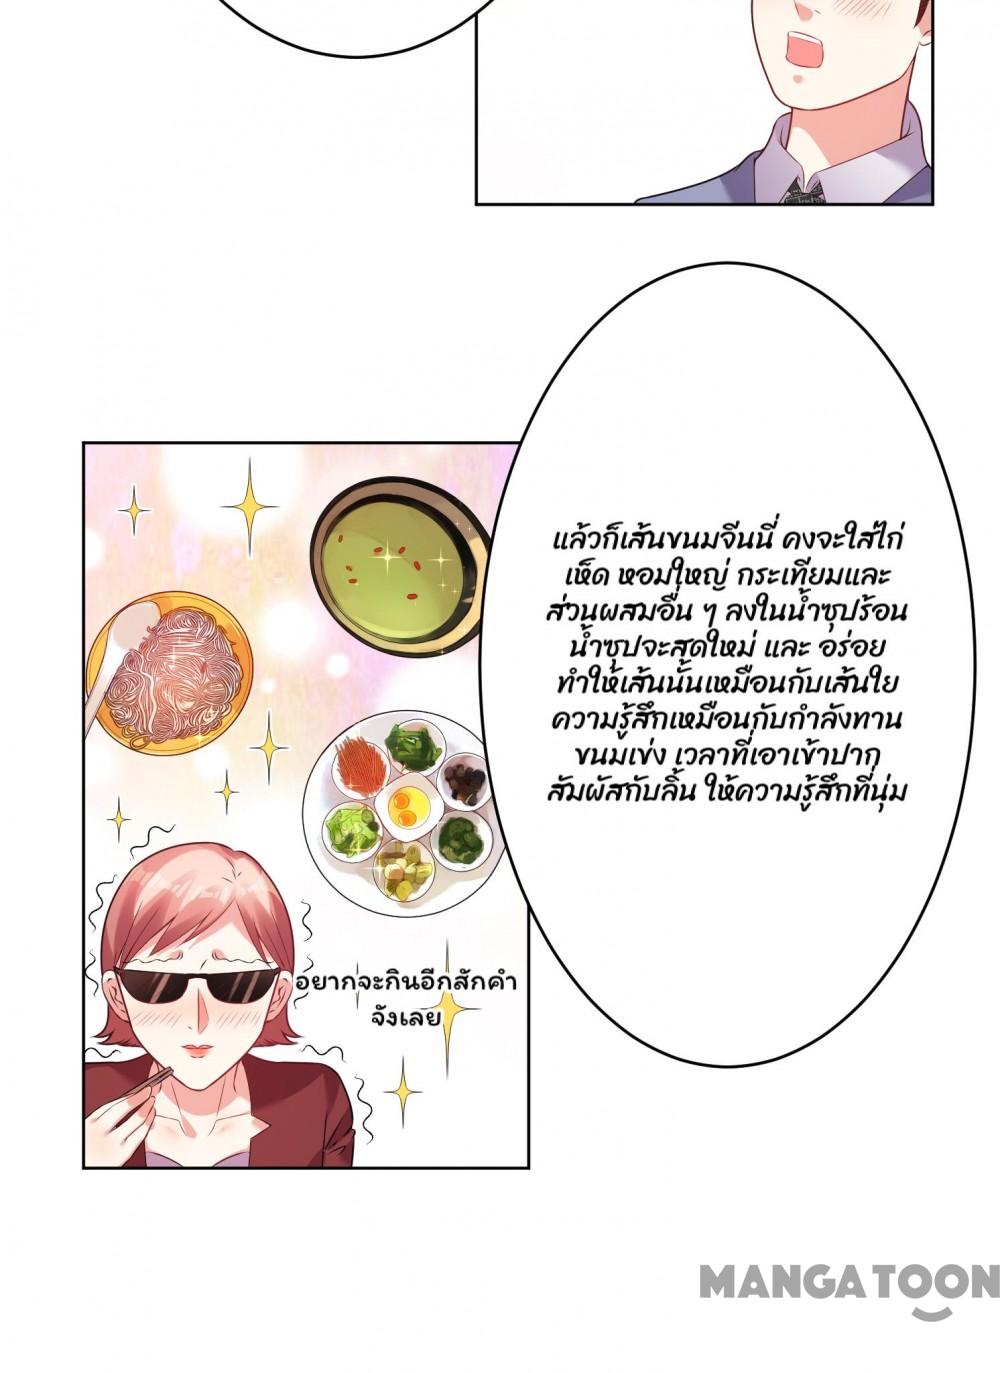 แล้วก็เส้นขนมจีนนี่ คงจะใส่ไก่
เห็ด หอมใหญ่ กระเทียมและ
ส่วนผสมอื่น ๆ ลงในน้ำซุปร้อน
น้ำซุปจะสดใหม่ และ อร่อย
ทำให้เส้นนั้นเหมือนกับเส้นใย
ความรู้สึกเหมือนกับกำลังทาน
ขนมเข่ง เวลาที่เอาเข้าปาก
สัมผัสกับลิ้น ให้ความรู้สึกที่นุ่ม
อยากจะกินอีกสักคำ
จังเลย
MANGATOON